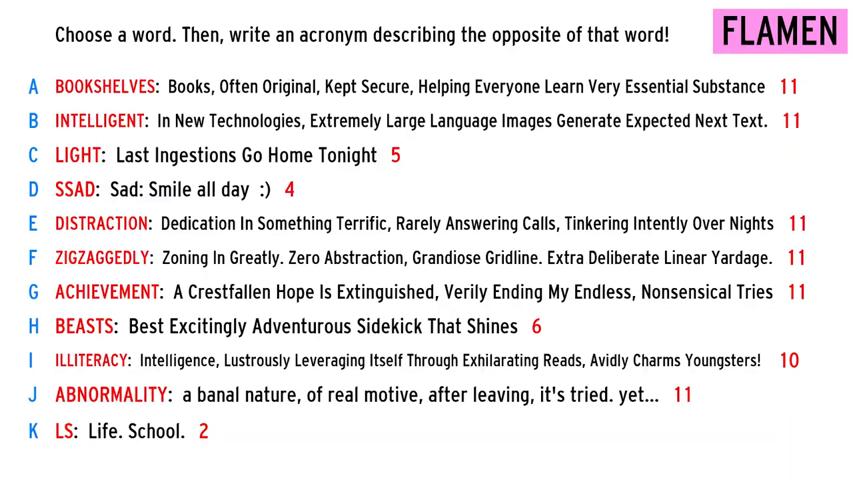 Choose a word. Then, write an acronym describing the opposite of that word!
FLAMEN
A BOOKSHELVES: Books, Often Original, Kept Secure, Helping Everyone Learn Very Essential Substance 11
B INTELLIGENT: In New Technologies, Extremely Large Language Images Generate Expected Next Text. 11
C LIGHT: Last Ingestions Go Home Tonight 5
D SSAD: Sad: Smile all day :) 4
E DISTRACTION: Dedication In Something Terrific, Rarely Answering Calls, Tinkering Intently Over Nights 11
F ZIGZAGGEDLY: Zoning In Greatly. Zero Abstraction, Grandiose Gridline. Extra Deliberate Linear Yardage. 11
G ACHIEVEMENT: A Crestfallen Hope Is Extinguished, Verily Ending My Endless, Nonsensical Tries 11
H BEASTS: Best Excitingly Adventurous Sidekick That Shines 6
I ILLITERACY: Intelligence, Lustrously Leveraging Itself Through Exhilarating Reads, Avidly Charms Youngsters! 10
J ABNORMALITY: a banal nature, of real motive, after leaving, it's tried. yet... 11
K LS: Life. School. 2